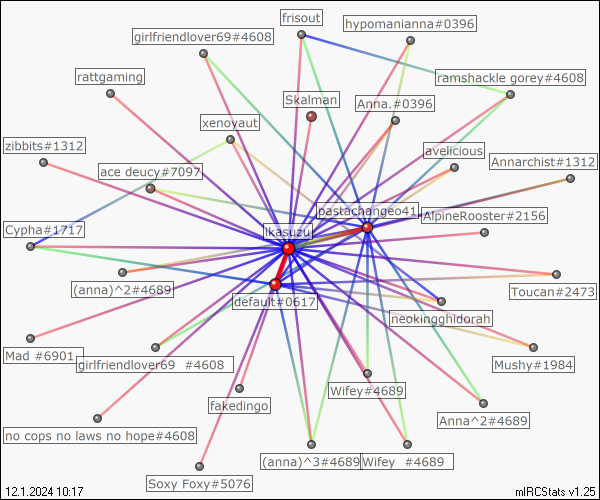 frisout
hypomanianna#0396
girlfriendlover69#4608
rattgaming
ramshackle gorey#4608
Skalman
Anna.#0396
xenoyaut
zibbits#1312
avelicious
Annarchist#1312
ace deucy#7097
pastachangeo41
AlpineRooster#2156
Cypha#1717
ikasuzu
(anna)^2#4689
Toucan#2473
default#0617
neokingghidorah
Mad #6901
girlfriendlover69 #4608
Mushy#1984
Wifey#4689
fakedingo
Anna^2#4689
no cops no laws no hope#4608
(anna)^3#4689
Wifey #4689
Soxy Foxy#5076
12.1.2024 10:17
mIRCStats v1.25